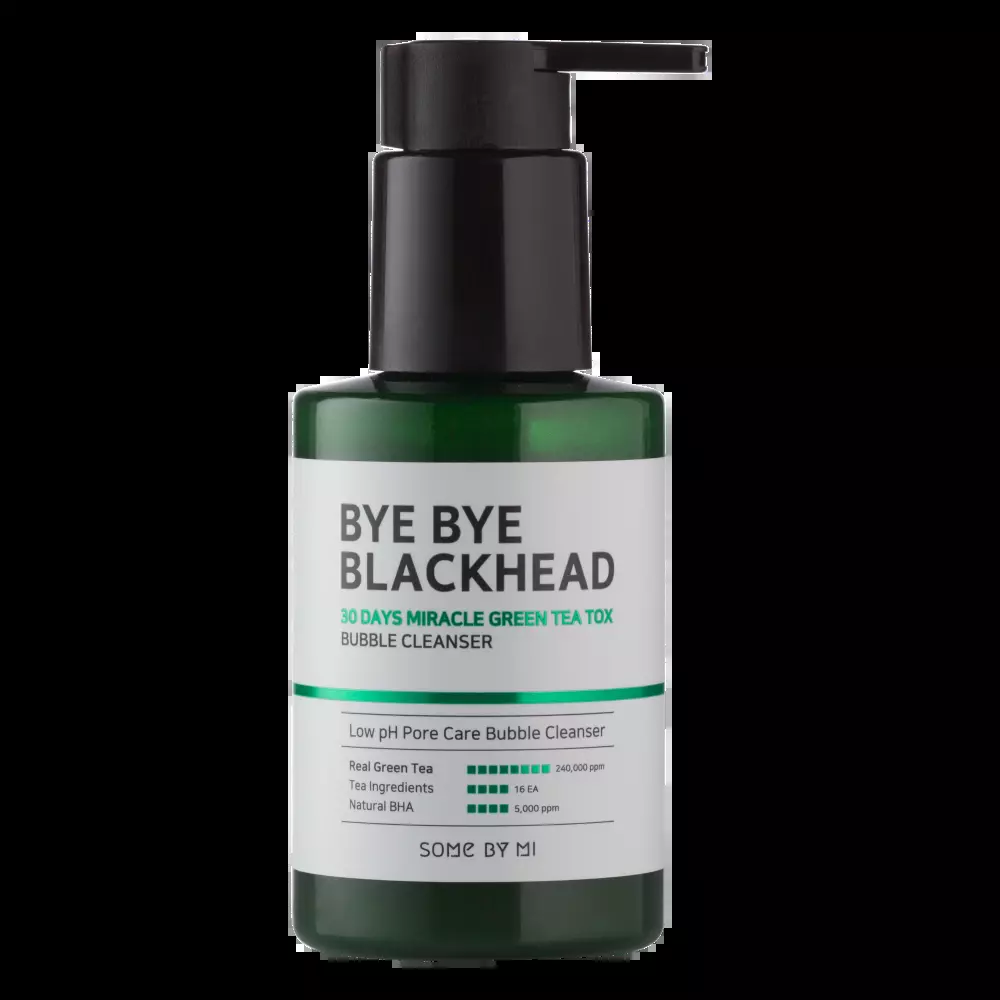 BYE BYE
BLACKHEAD
30 DAYS MIRACLE GREEN TEA TOX
BUBBLE CLEANSER
Low pH Pore Care Bubble Cleanser
Real Green Tea 240,000 ppm
Tea Ingredients 16 EA
Natural BHA 5,000 ppm
SOME BY MI